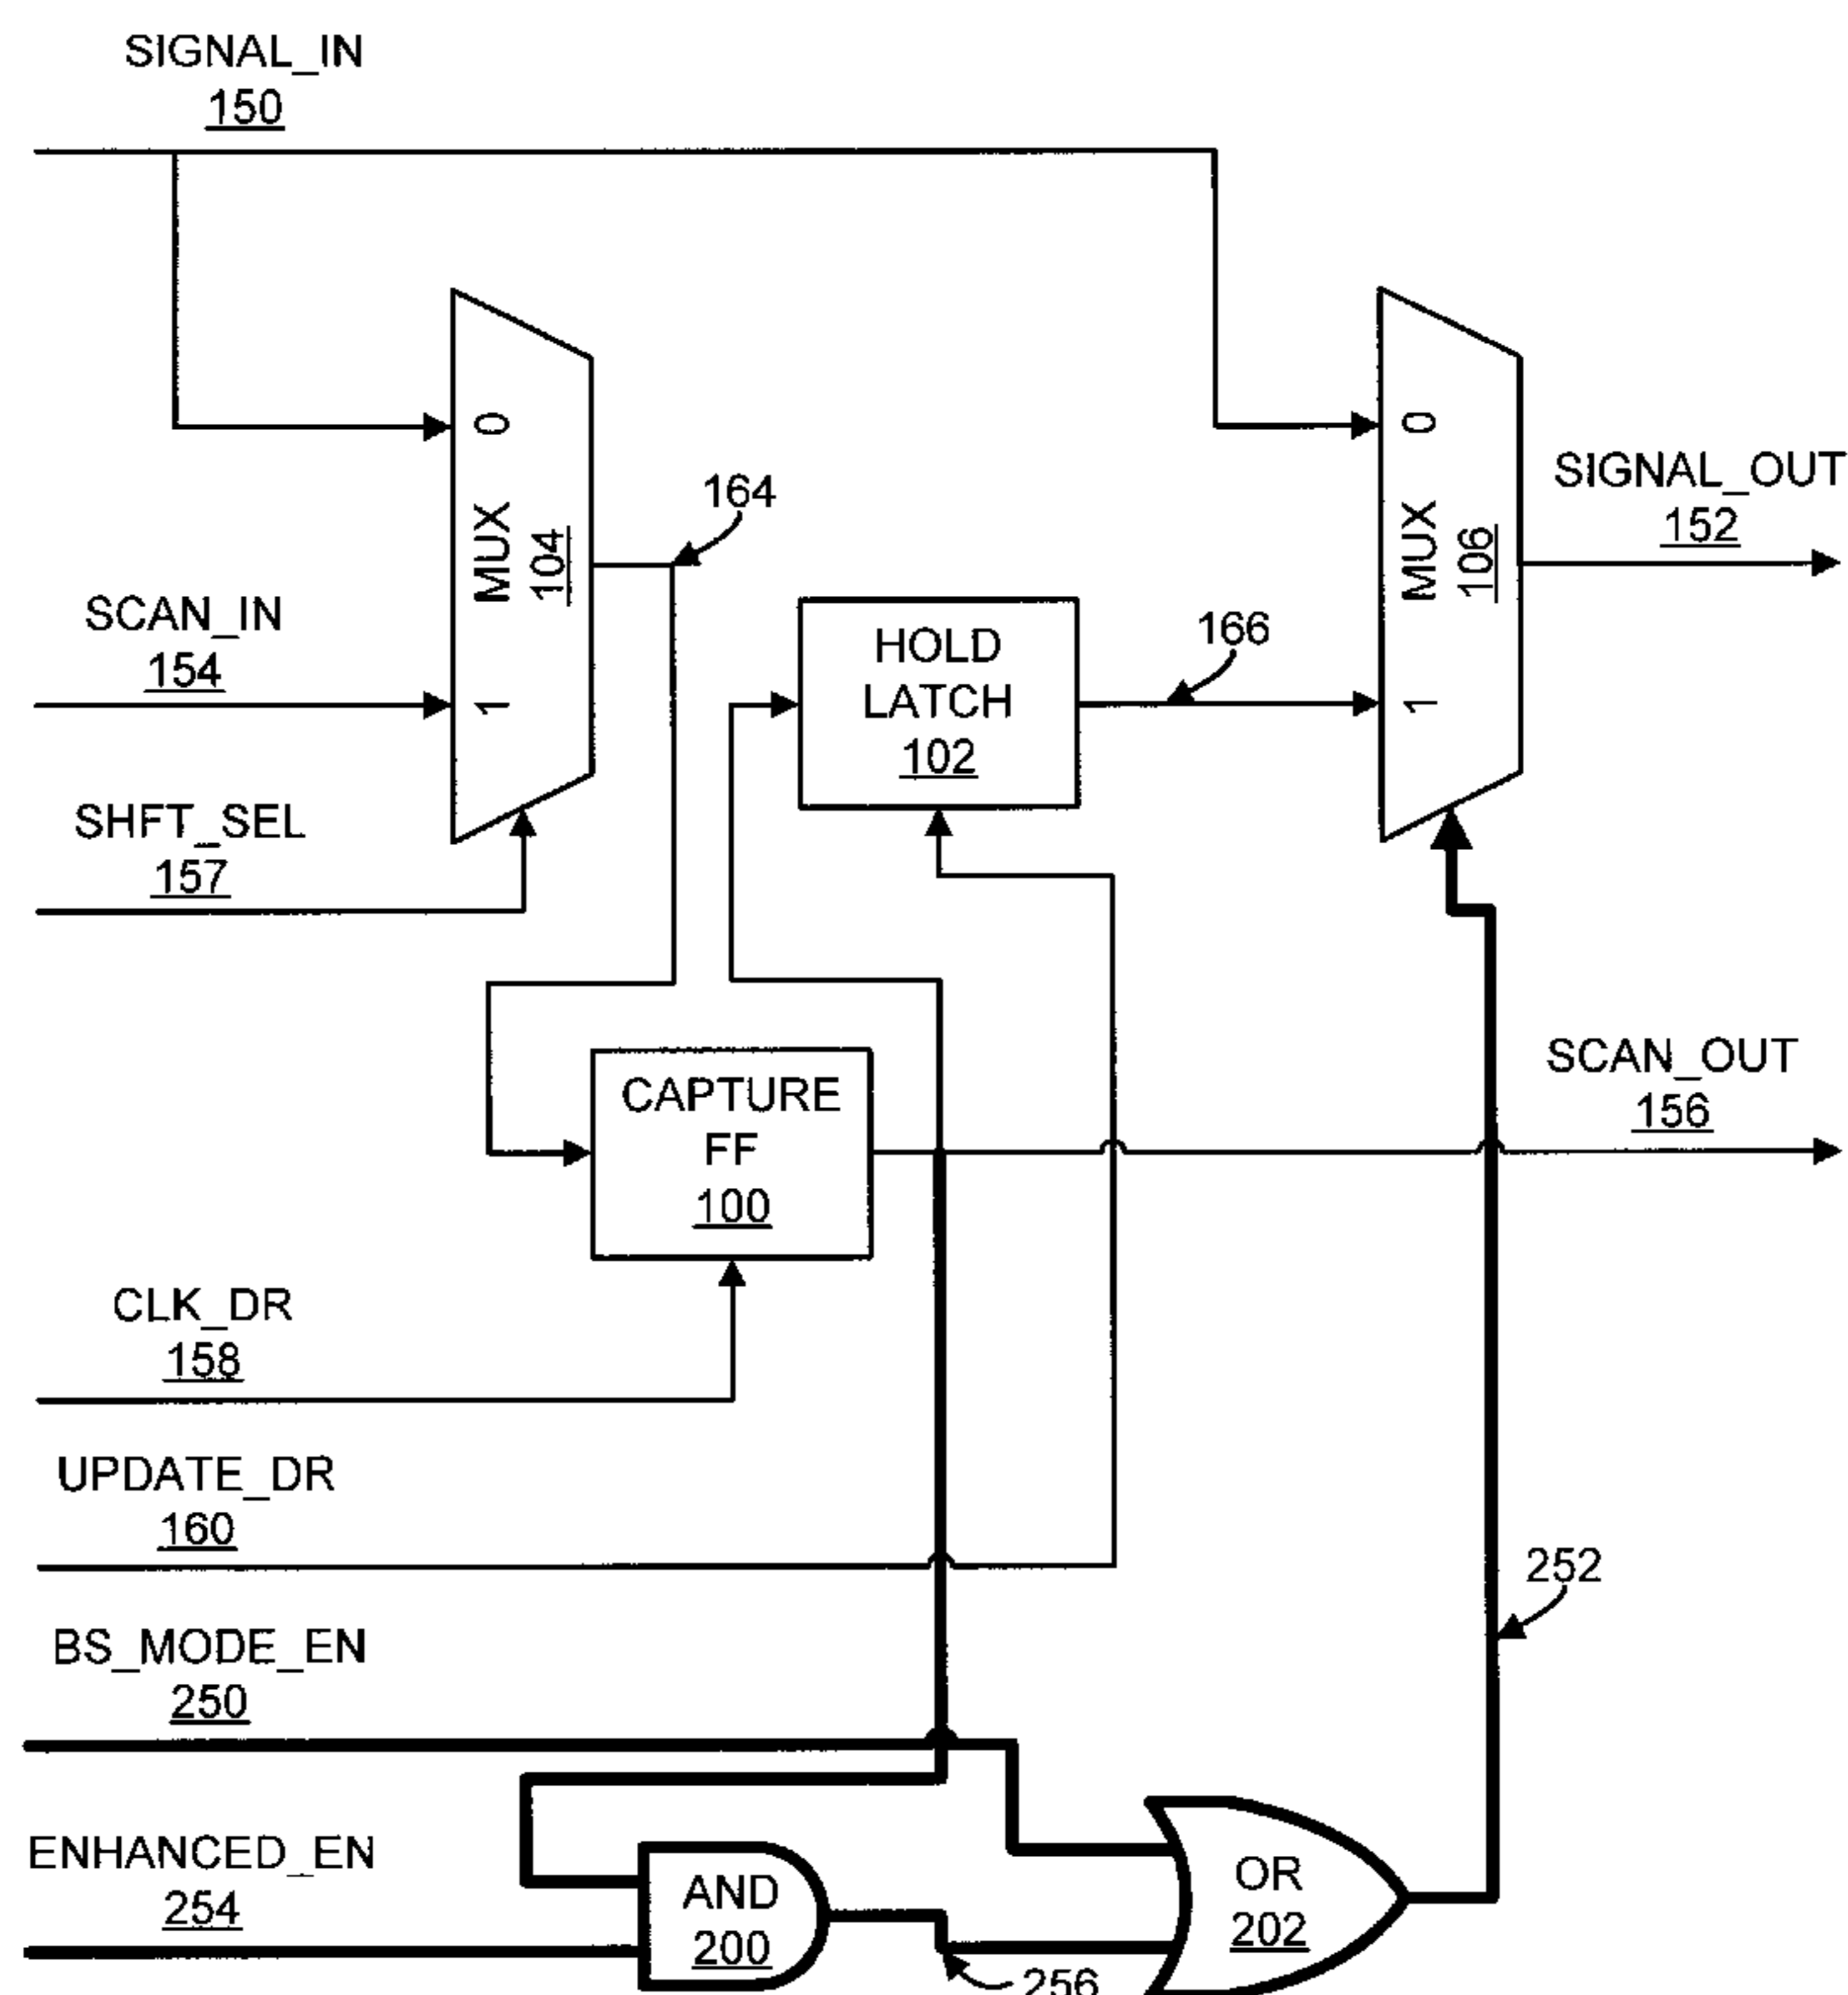 SIGNAL_IN
150
0
MUX
104
1
164
SCAN_IN
154
SHFT_SEL
157
HOLD
LATCH
102
166
0
MUX
106
1
SIGNAL_OUT
152
CAPTURE
FF
100
SCAN_OUT
156
CLK_DR
158
UPDATE_DR
160
BS_MODE_EN
250
252
ENHANCED_EN
254
AND
200
256
OR
202